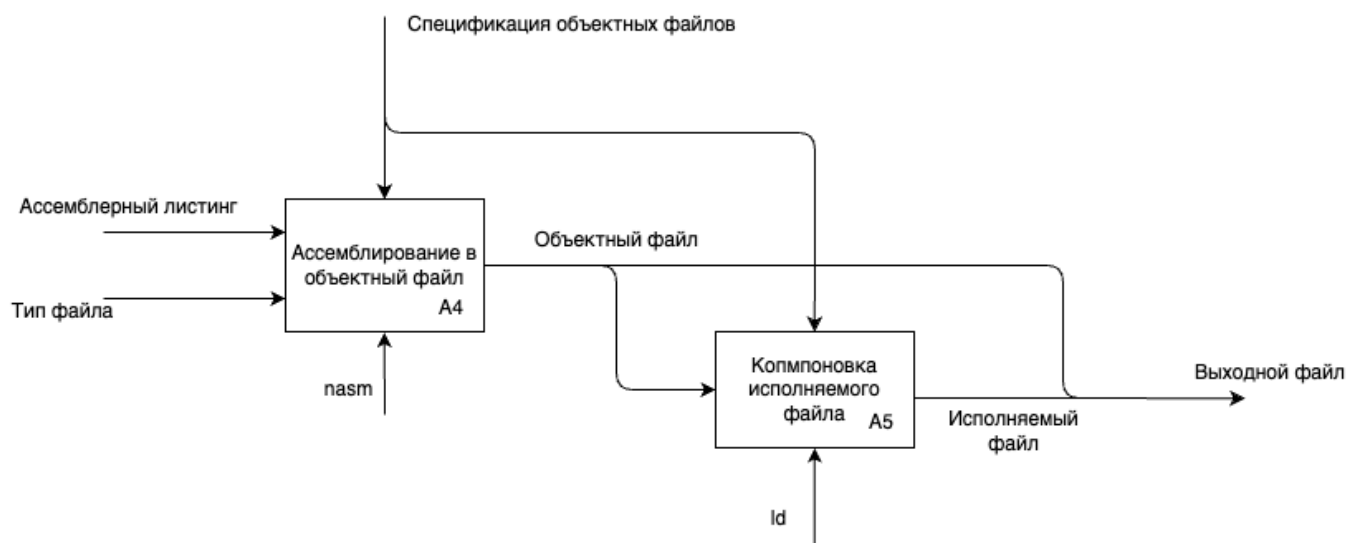 Спецификация объектных файлов
Ассемблерный листинг
Тип файла
Ассемблирование в
объектный файл
A4
nasm
Объектный файл
Копмпоновка
исполняемого
файла
A5
ld
Исполняемый
файл
Выходной файл